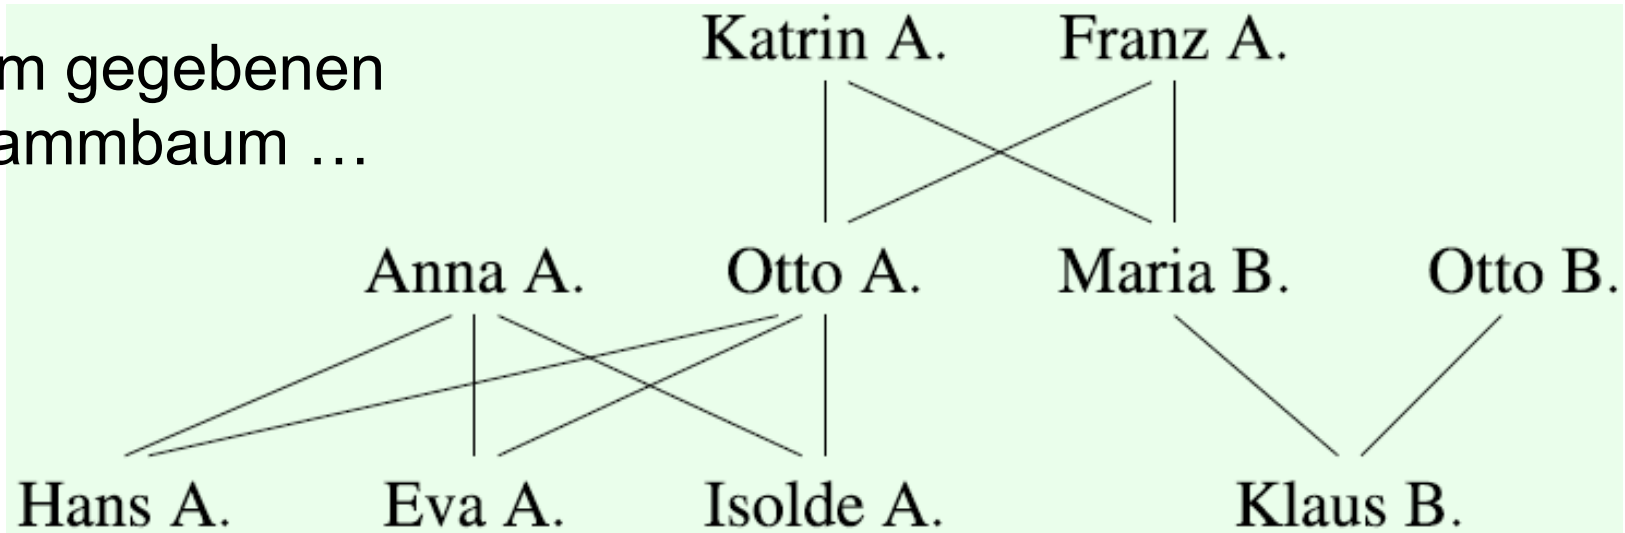 Katrin A. Franz A.
m gegebenen
ammbaum …
Anna A. Otto A. Maria B. Otto B.
Hans A. Eva A. Isolde A. Klaus B.